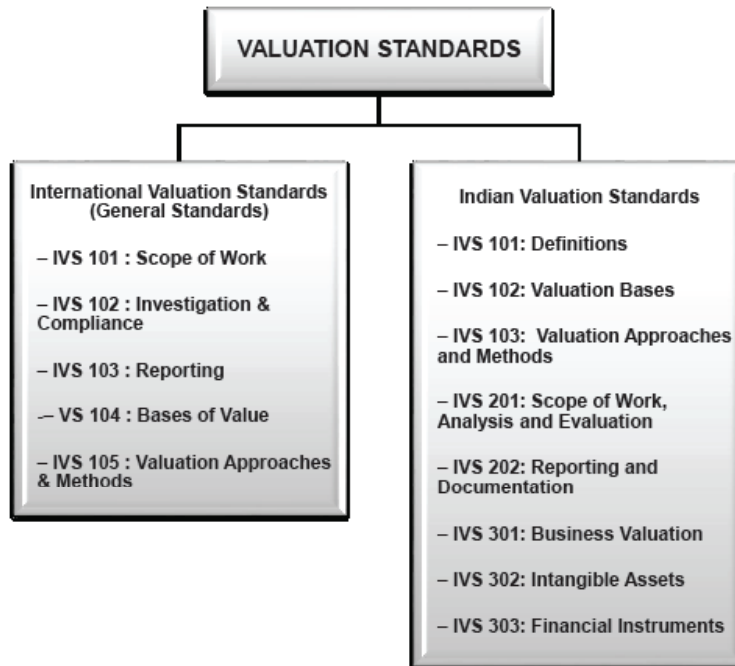 VALUATION STANDARDS
International Valuation Standards
(General Standards)
– IVS 101 : Scope of Work
– IVS 102 : Investigation &
Compliance
– IVS 103 : Reporting
-– VS 104 : Bases of Value
– IVS 105 : Valuation Approaches
& Methods
Indian Valuation Standards
– IVS 101: Definitions
– IVS 102: Valuation Bases
– IVS 103: Valuation Approaches
and Methods
– IVS 201: Scope of Work,
Analysis and Evaluation
– IVS 202: Reporting and
Documentation
– IVS 301: Business Valuation
– IVS 302: Intangible Assets
– IVS 303: Financial Instruments